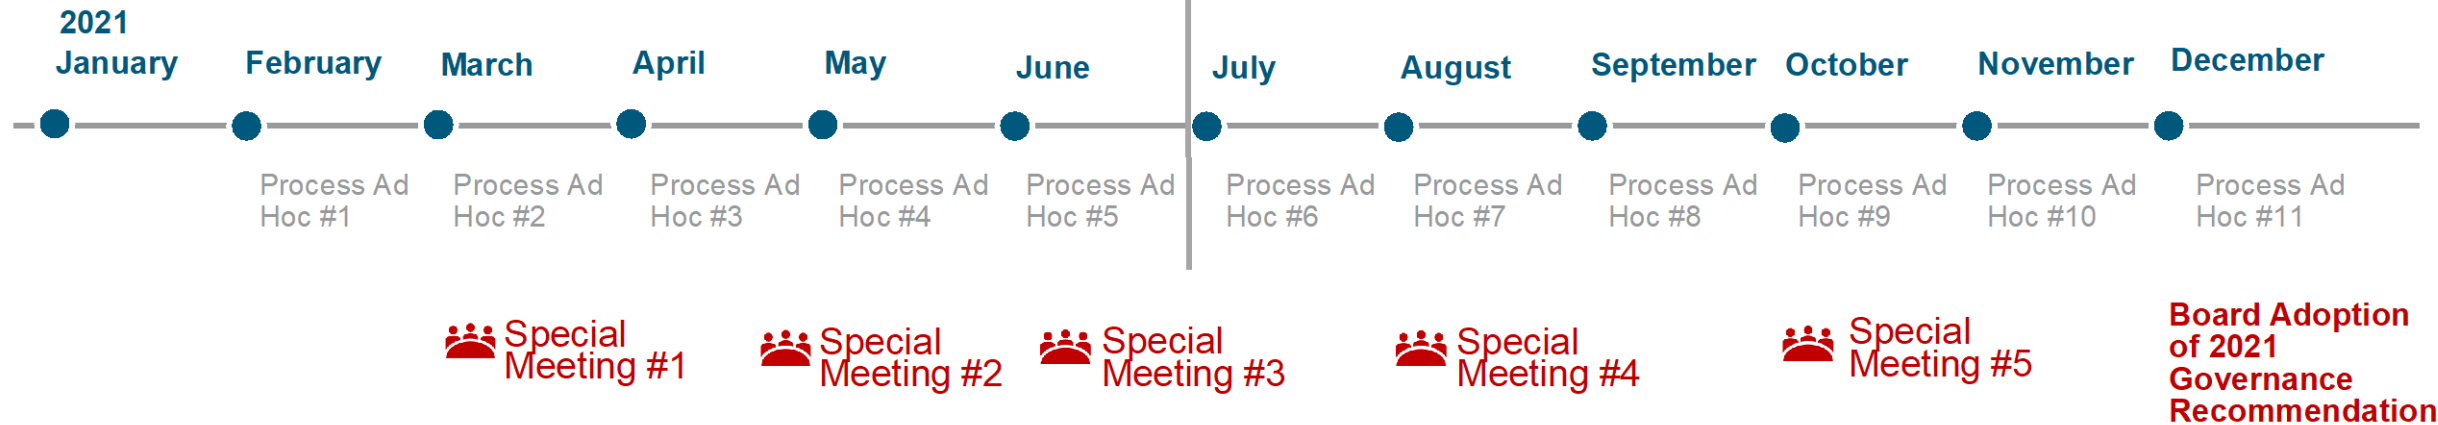 2021
January
February
March
April
May
June
July
August
September
October
November
December
Process Ad
Hoc #1
Process Ad
Hoc #2
Process Ad
Hoc #3
Process Ad
Hoc #4
Process Ad
Hoc #5
Process Ad
Hoc #6
Process Ad
Hoc #7
Process Ad
Hoc #8
Process Ad
Hoc #9
Process Ad
Hoc #10
Process Ad
Hoc #11
Special
Meeting #1
Special
Meeting #2
Special
Meeting #3
Special
Meeting #4
Special
Meeting #5
Board Adoption
of 2021
Governance
Recommendation